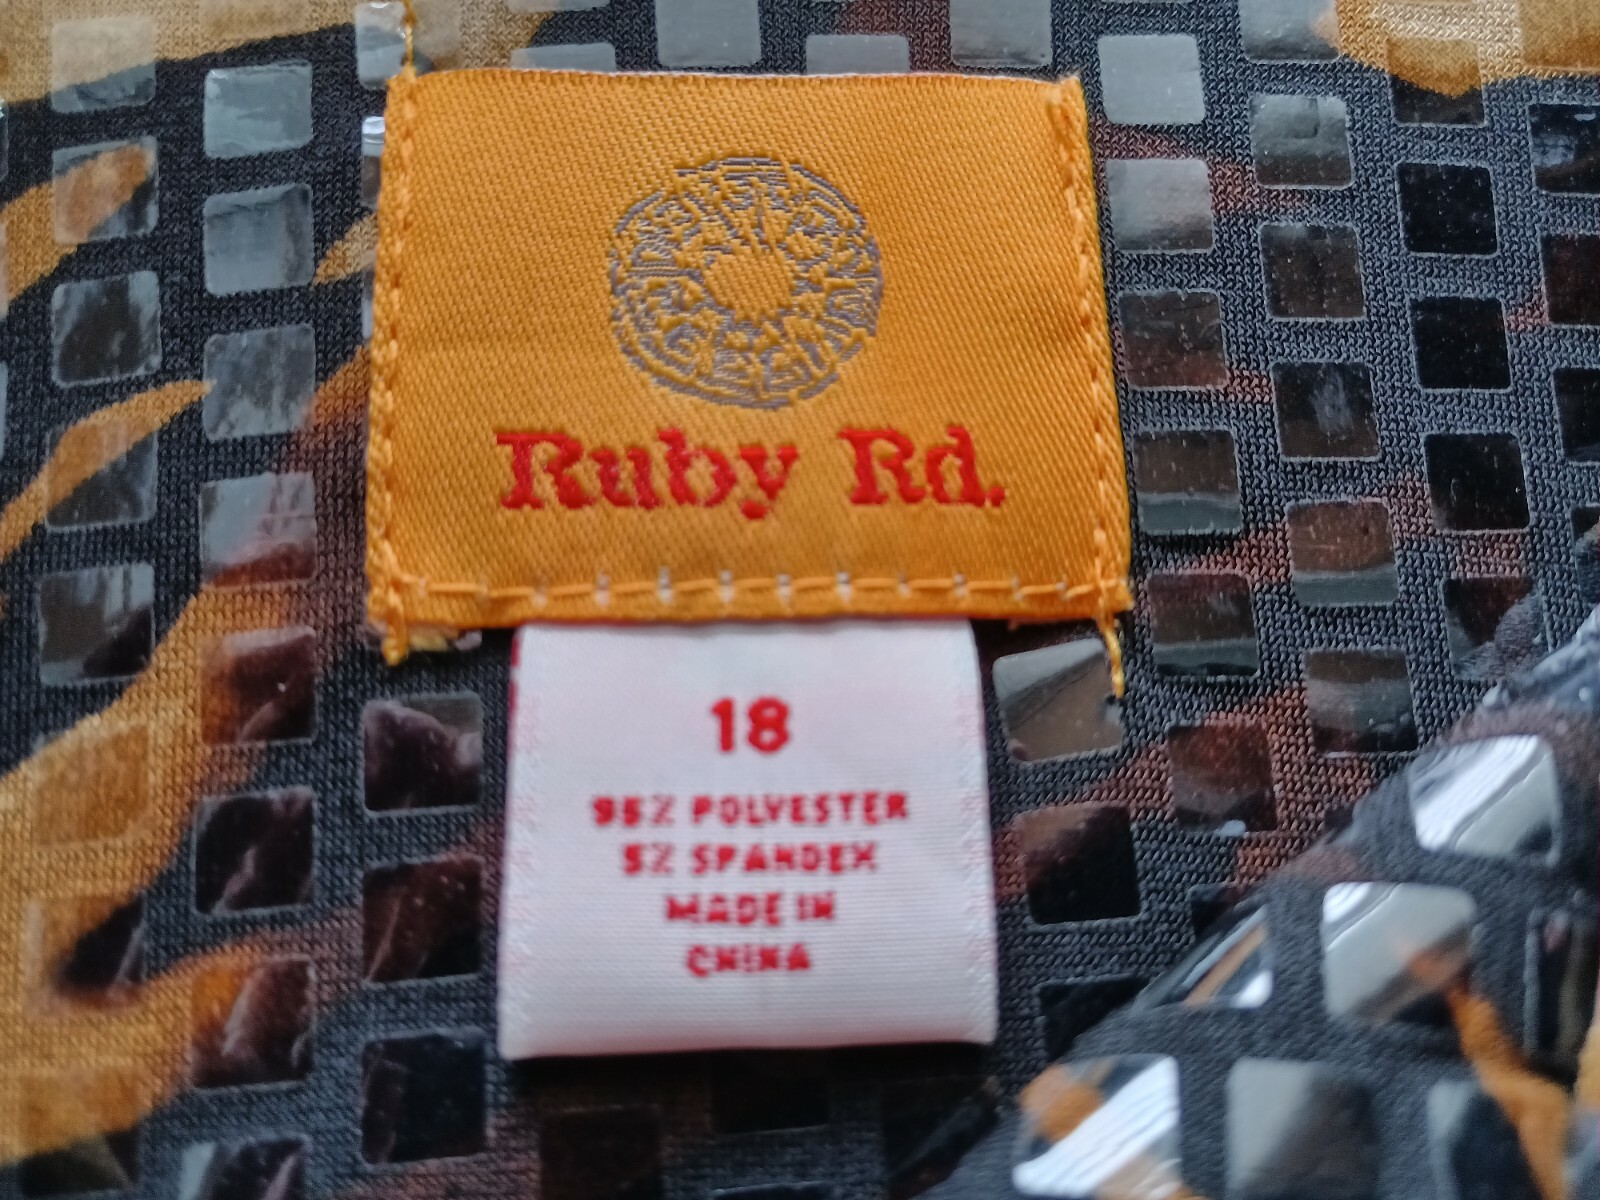 Ruby Rd.
18
95% POLYESTER
5% SPANDEX
MADE IN
CHINA